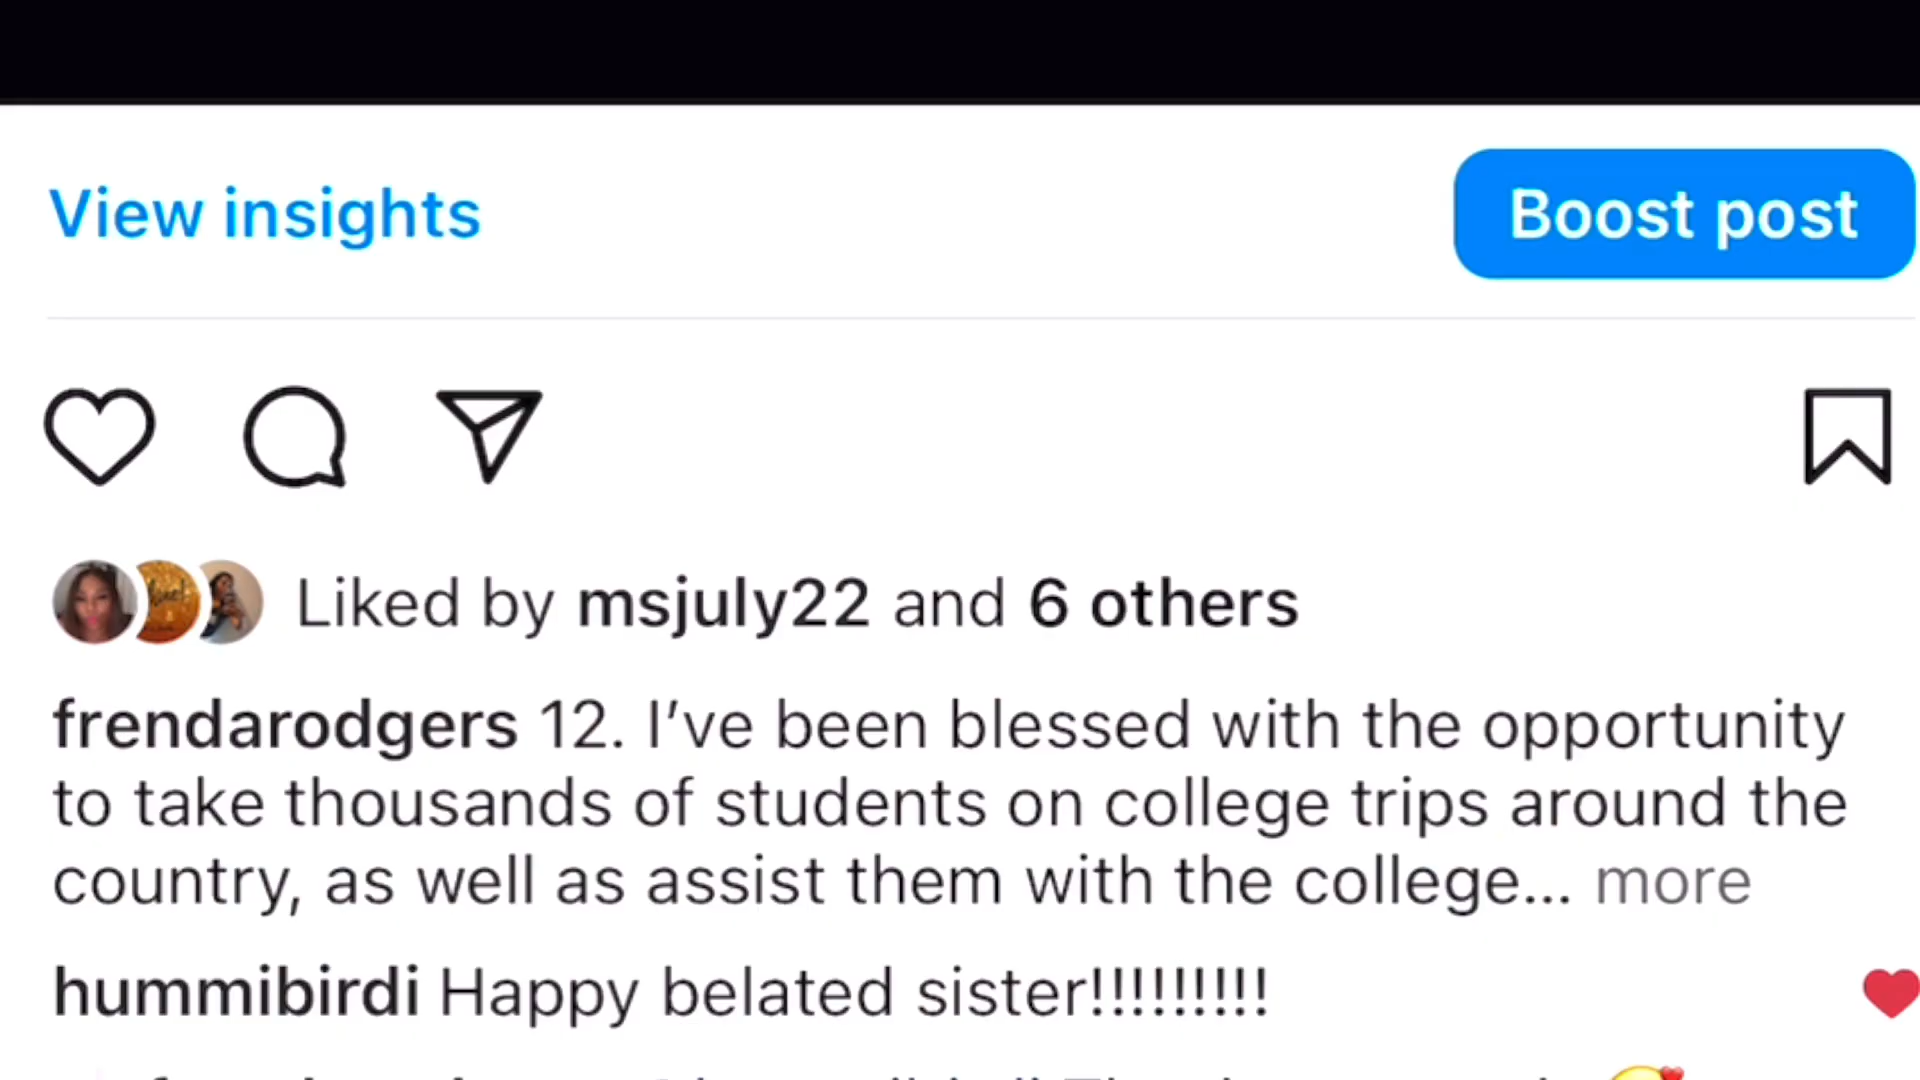 View insights
Boost post
Liked by msjuly22 and 6 others
frendarodgers 12. I’ve been blessed with the opportunity
to take thousands of students on college trips around the
country, as well as assist them with the college... more
hummibirdi Happy belated sister!!!!!!!!!